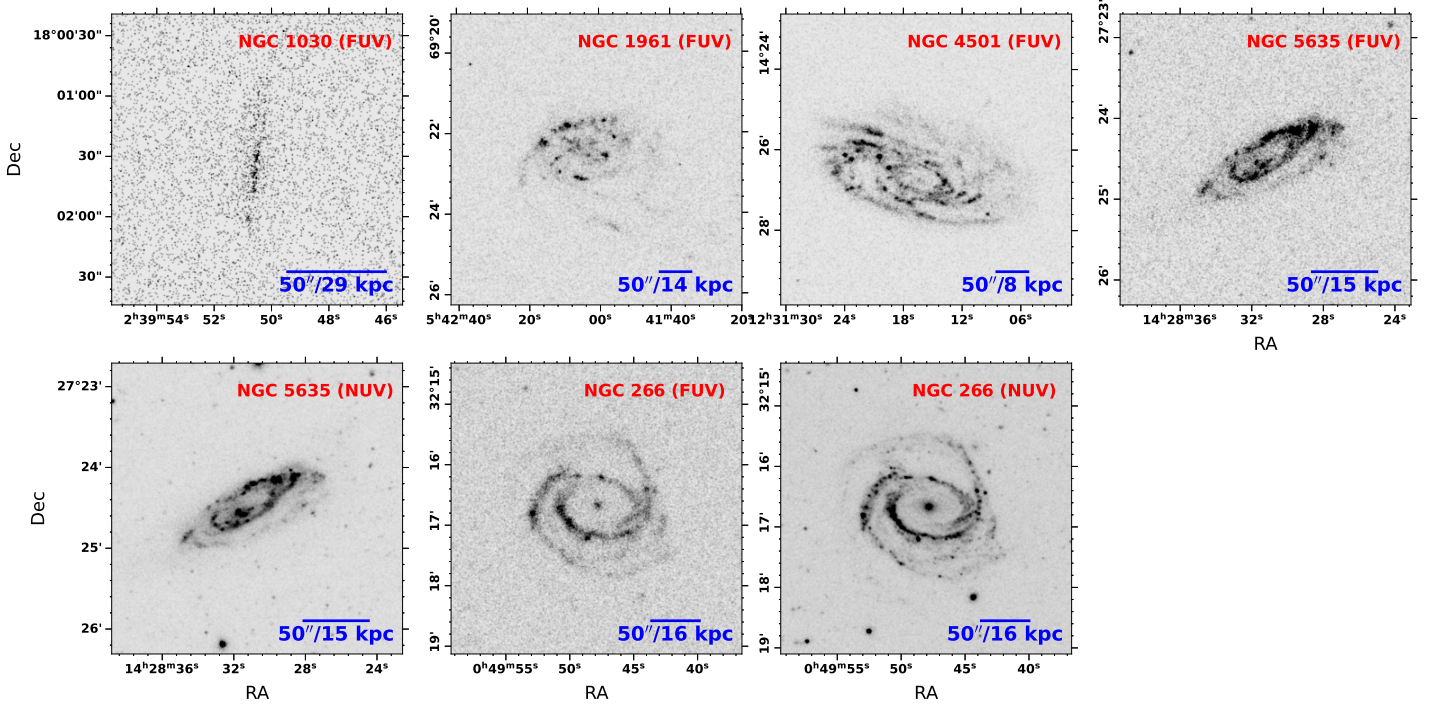 NGC 1030 (FUV)
Dec
18°00'30"
01'00"
30"
02'00"
30"
50″/29 kpc
2h39m54s 52s 50s 48s 46s
NGC 1961 (FUV)
69°20'
22'
24'
26'
50″/14 kpc
5h42m40s 20s 00s 41m40s 20s
NGC 4501 (FUV)
14°24'
26'
28'
50″/8 kpc
12h31m30s 24s 18s 12s 06s
NGC 5635 (FUV)
27°23'
24'
25'
26'
50″/15 kpc
14h28m36s 32s 28s 24s
RA
NGC 5635 (NUV)
Dec
27°23'
24'
25'
26'
50″/15 kpc
14h28m36s 32s 28s 24s
RA
NGC 266 (FUV)
32°15'
16'
17'
18'
19'
50″/16 kpc
0h49m55s 50s 45s 40s
RA
NGC 266 (NUV)
32°15'
16'
17'
18'
19'
50″/16 kpc
0h49m55s 50s 45s 40s
RA